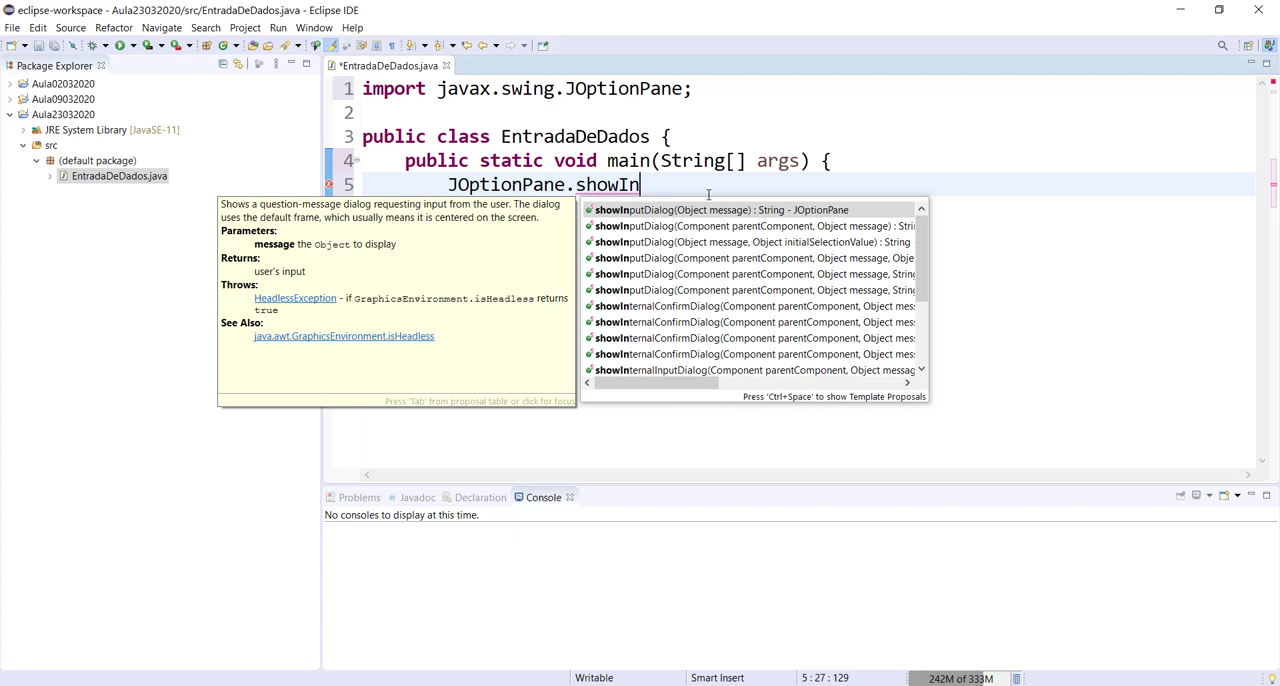 eclipse-workspace - Aula23032020/src/EntradaDeDados.java - Eclipse IDE
File Edit Source Refactor Navigate Search Project Run Window Help
Package Explorer
Aula02032020
Aula09032020
Aula23032020
JRE System Library [JavaSE-11]
src
(default package)
EntradaDeDados.java
*EntradaDeDados.java
1 import javax.swing.JOptionPane;
2
3 public class EntradaDeDados {
4 public static void main(String[] args) {
5 JOptionPane.showIn
Shows a question-message dialog requesting input from the user. The dialog
uses the default frame, which usually means it is centered on the screen.
Parameters:
message the Object to display
Returns:
user's input
Throws:
HeadlessException - if GraphicsEnvironment.isHeadless returns
true
See Also:
java.awt.GraphicsEnvironment.isHeadless
Press 'Tab' from proposal table or click for focus
showInputDialog(Object message) : String - JOptionPane
showInputDialog(Component parentComponent, Object message) : Stri
showInputDialog(Object message, Object initialSelectionValue) : String
showInputDialog(Component parentComponent, Object message, Obje
showInputDialog(Component parentComponent, Object message, String
showInputDialog(Component parentComponent, Object message, String
showInternalConfirmDialog(Component parentComponent, Object mess
showInternalConfirmDialog(Component parentComponent, Object mess
showInternalConfirmDialog(Component parentComponent, Object mess
showInternalConfirmDialog(Component parentComponent, Object mess
showInternalInputDialog(Component parentComponent, Object messag
Press 'Ctrl+Space' to show Template Proposals
Problems Javadoc Declaration Console
No consoles to display at this time.
Writable Smart Insert 5 : 27 : 129 242M of 333M